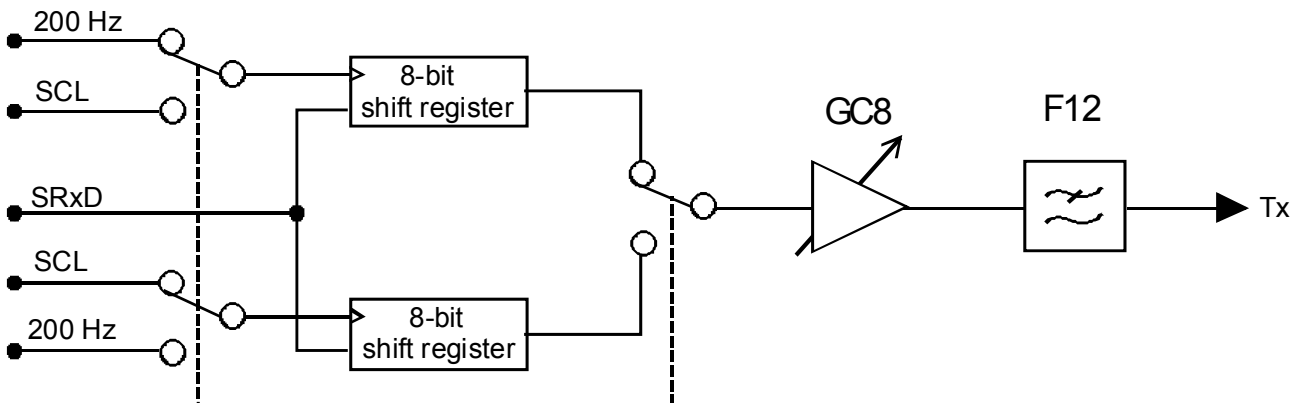 200 Hz
SCL
SRxD
SCL
200 Hz
8-bit
shift register
8-bit
shift register
GC8
F12
Tx